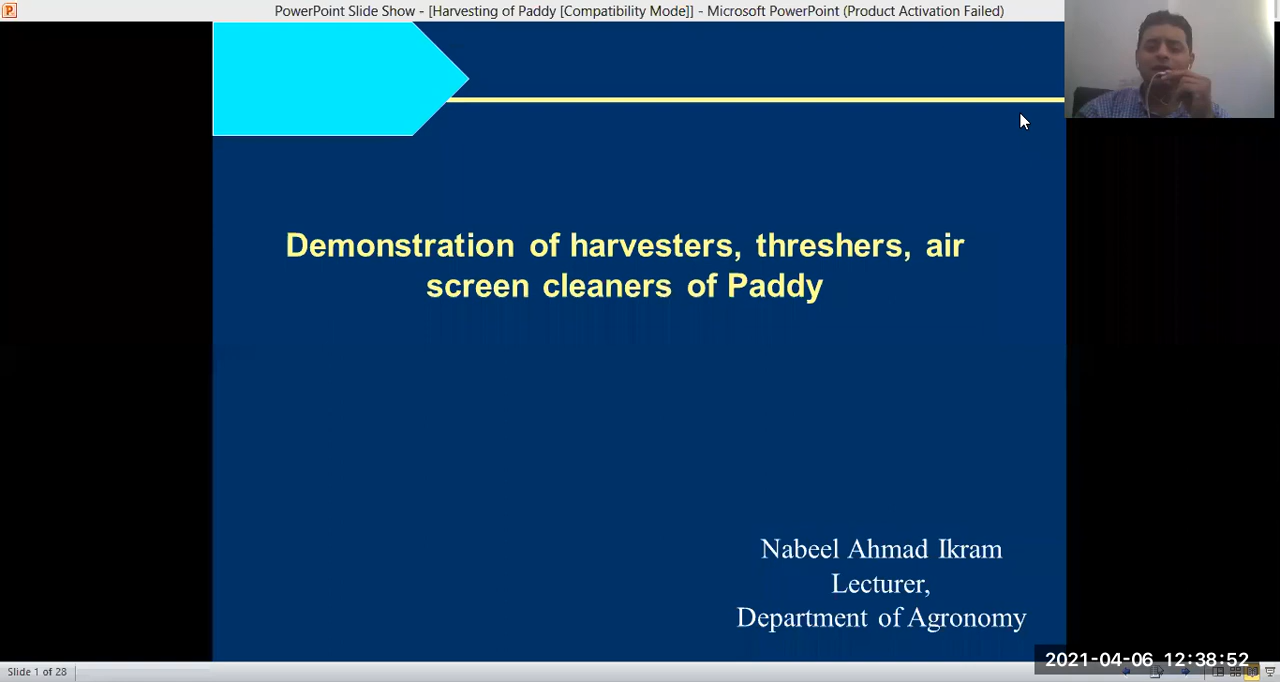 PowerPoint Slide Show - [Harvesting of Paddy [Compatibility Mode]] - Microsoft PowerPoint (Product Activation Failed)
Demonstration of harvesters, threshers, air
screen cleaners of Paddy
Nabeel Ahmad Ikram
Lecturer,
Department of Agronomy
2021-04-06 12:38:52
Slide 1 of 28